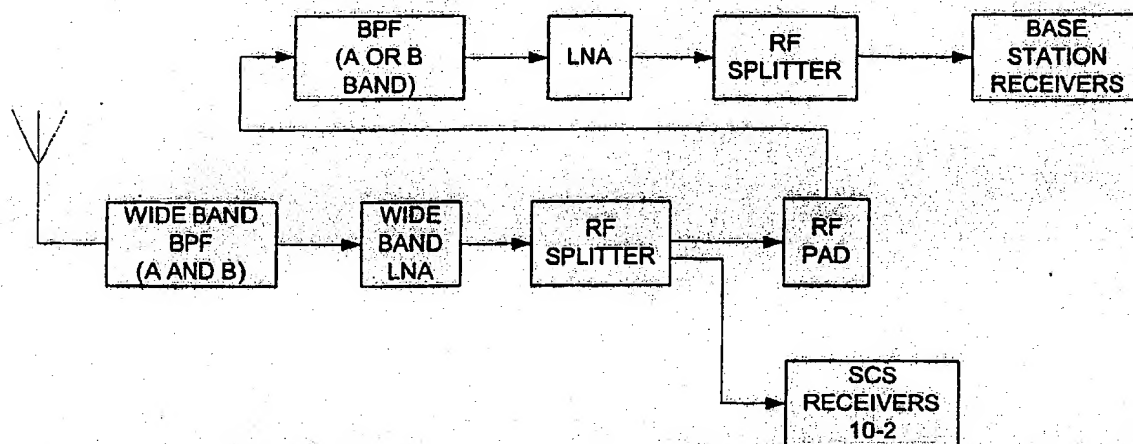 BPF
(A OR B
BAND)
LNA
RF
SPLITTER
BASE
STATION
RECEIVERS
WIDE BAND
BPF
(A AND B)
WIDE
BAND
LNA
RF
SPLITTER
RF
PAD
SCS
RECEIVERS
10-2